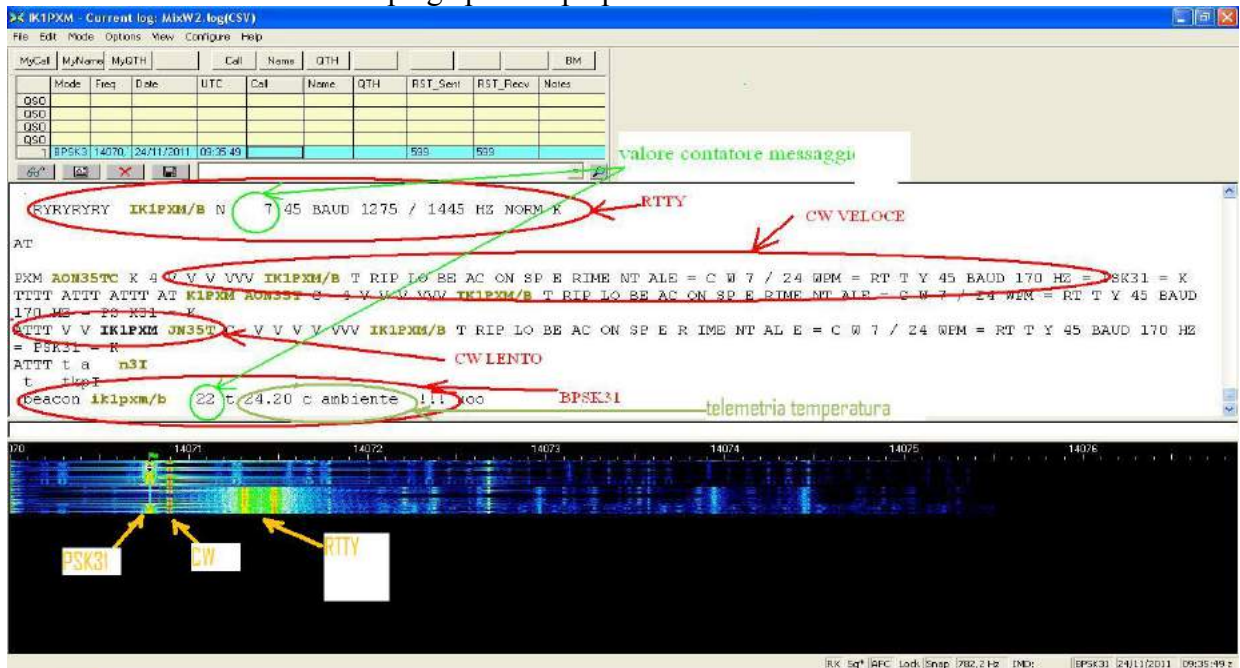 IK1PXM - Current log: MixW2.log(CSV)
File Edit Mode Options View Configure Help
MyCall MyName MyQTH Call Name QTH BM
Mode Freq Date UTC Call Name QTH RST_Sent RST_Recv Notes
QSO
QSO
QSO
QSO
1 BPSK3 14070, 24/11/2011 09:35:49 599 599
valore contatore messaggi
RYRYRYRY IK1PXM/B N 7 45 BAUD 1275 / 1445 HZ NORM K
RTTY
CW VELOCE
AT
PXM AON35TC K 4 V V V VVV IK1PXM/B T RIP LO BE AC ON SP E RIME NT ALE = C W 7 / 24 WPM = RT T Y 45 BAUD 170 HZ = PSK31 = K
TTTT ATTT ATTT AT K1PXM AON35T C 4 V V V VVV IK1PXM/B T RIP LO BE AC ON SP E RIME NT ALE = C W 7 / 24 WPM = RT T Y 45 BAUD
170 HZ = PS K31 = K
ATTT V V IK1PXM JN35T C V V V V VVV IK1PXM/B T RIP LO BE AC ON SP E R IME NT AL E = C W 7 / 24 WPM = RT T Y 45 BAUD 170 HZ
= PSK31 = K
CW LENTO
ATTT t a n3I
t tkpI
beacon ik1pxm/b 22 t 24.20 c ambiente !!!
BPSK31
telemetria temperatura
070 14071 14072 14073 14074 14075 14076
PSK31 CW RTTY
RX Sq* AFC Lock Snap 782.2 Hz IMD: BPSK31 24/11/2011 09:35:49 z